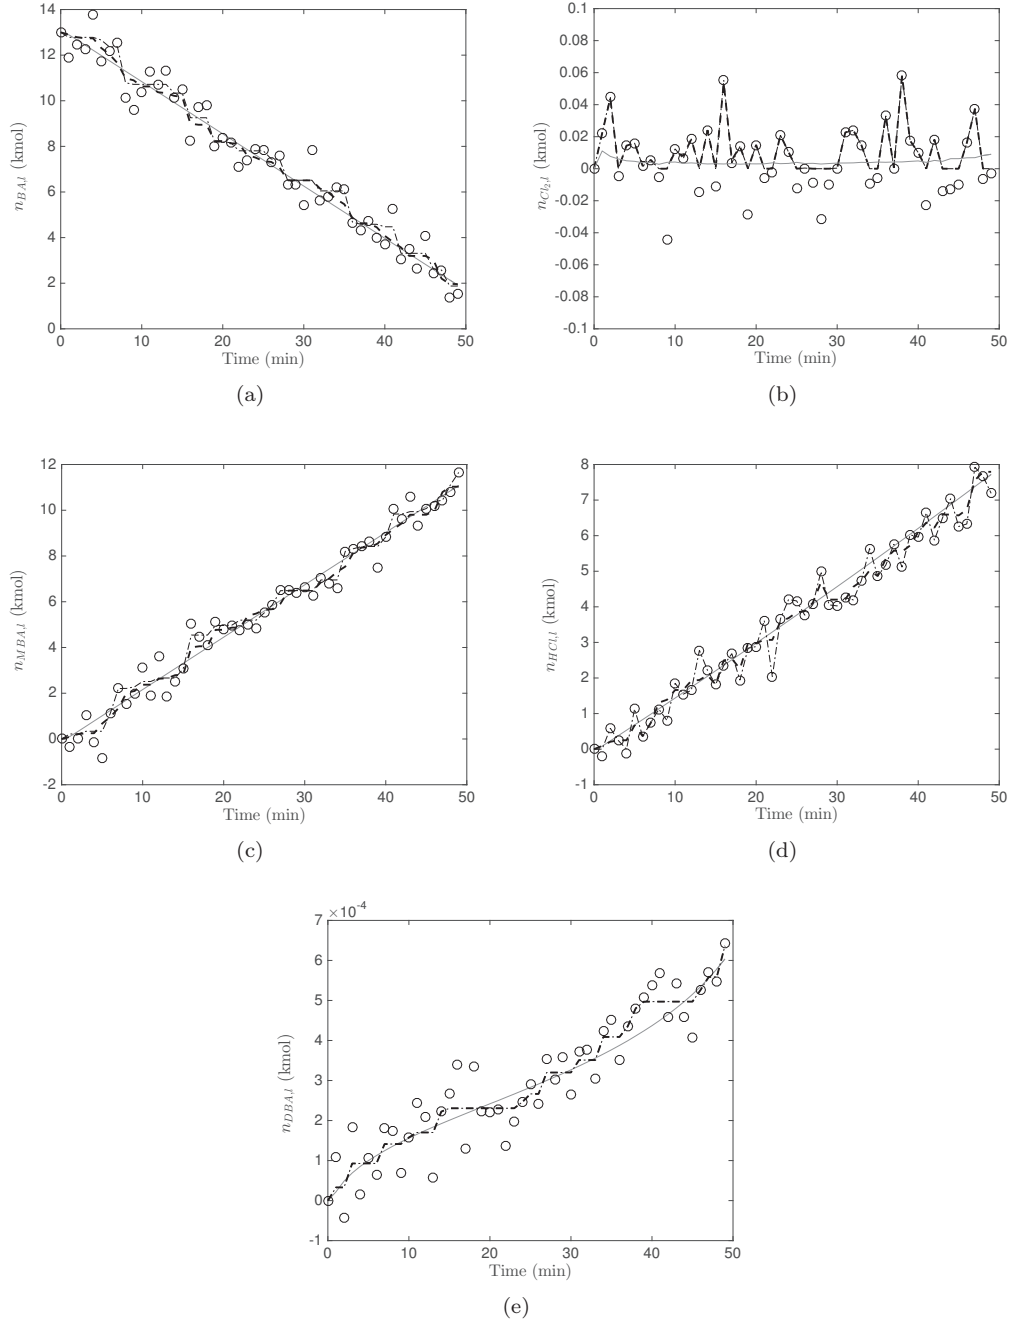 14
12
10
8
6
4
2
0
n_{BA,l} (kmol)
0 10 20 30 40 50
Time (min)
(a)
0.1
0.08
0.06
0.04
0.02
0
-0.02
-0.04
-0.06
-0.08
-0.1
n_{Cl_2,l} (kmol)
0 10 20 30 40 50
Time (min)
(b)
12
10
8
6
4
2
0
-2
n_{MBA,l} (kmol)
0 10 20 30 40 50
Time (min)
(c)
8
7
6
5
4
3
2
1
0
-1
n_{HCl,l} (kmol)
0 10 20 30 40 50
Time (min)
(d)
×10^{-4}
7
6
5
4
3
2
1
0
-1
n_{DBA,l} (kmol)
0 10 20 30 40 50
Time (min)
(e)